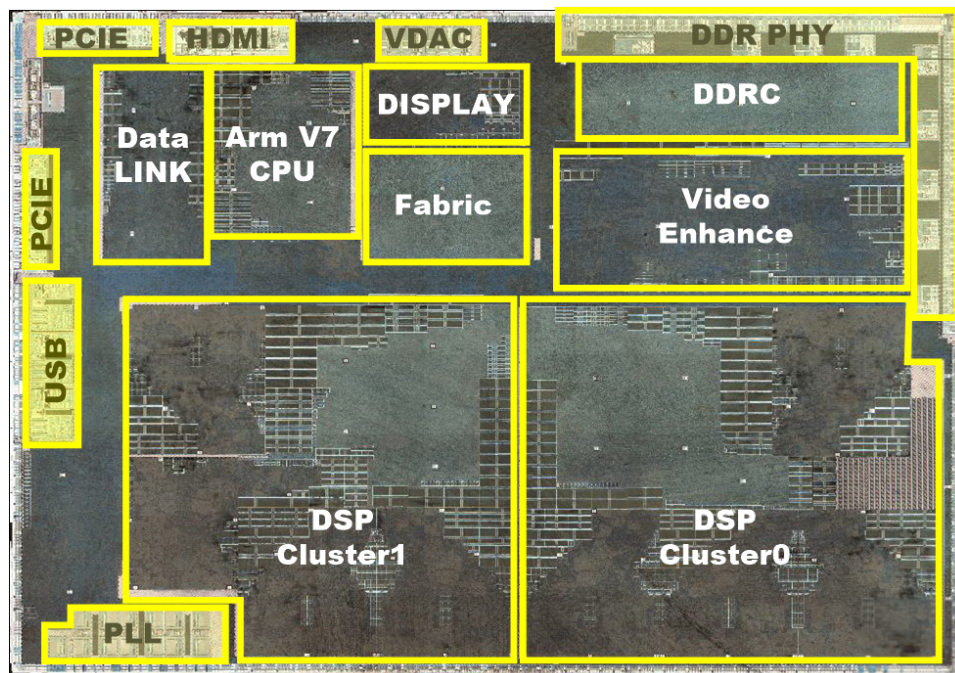 PCIE
HDMI
VDAC
DDR PHY
Data
LINK
Arm V7
CPU
DISPLAY
DDRC
Fabric
Video
Enhance
PCIE
USB
DSP
Cluster1
DSP
Cluster0
PLL